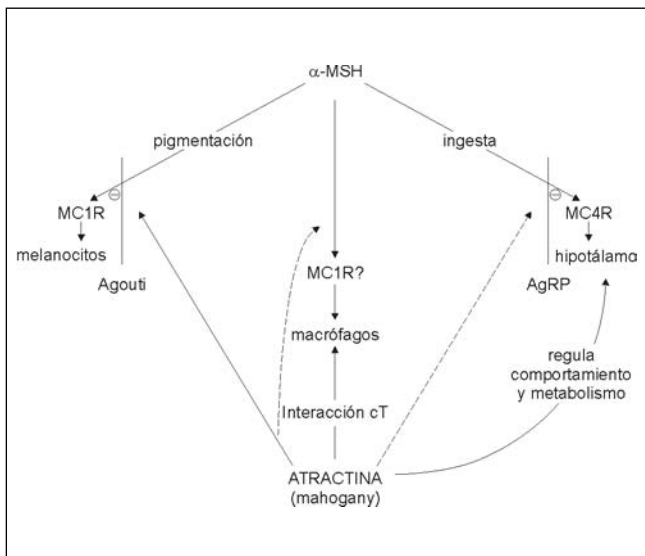 α-MSH
pigmentación
ingesta
⊖
⊖
MC1R
MC4R
melanocitos
hipotálamo
Agouti
MC1R?
AgRP
macrófagos
regula
comportamiento
y metabolismo
Interacción cT
ATRACTINA
(mahogany)